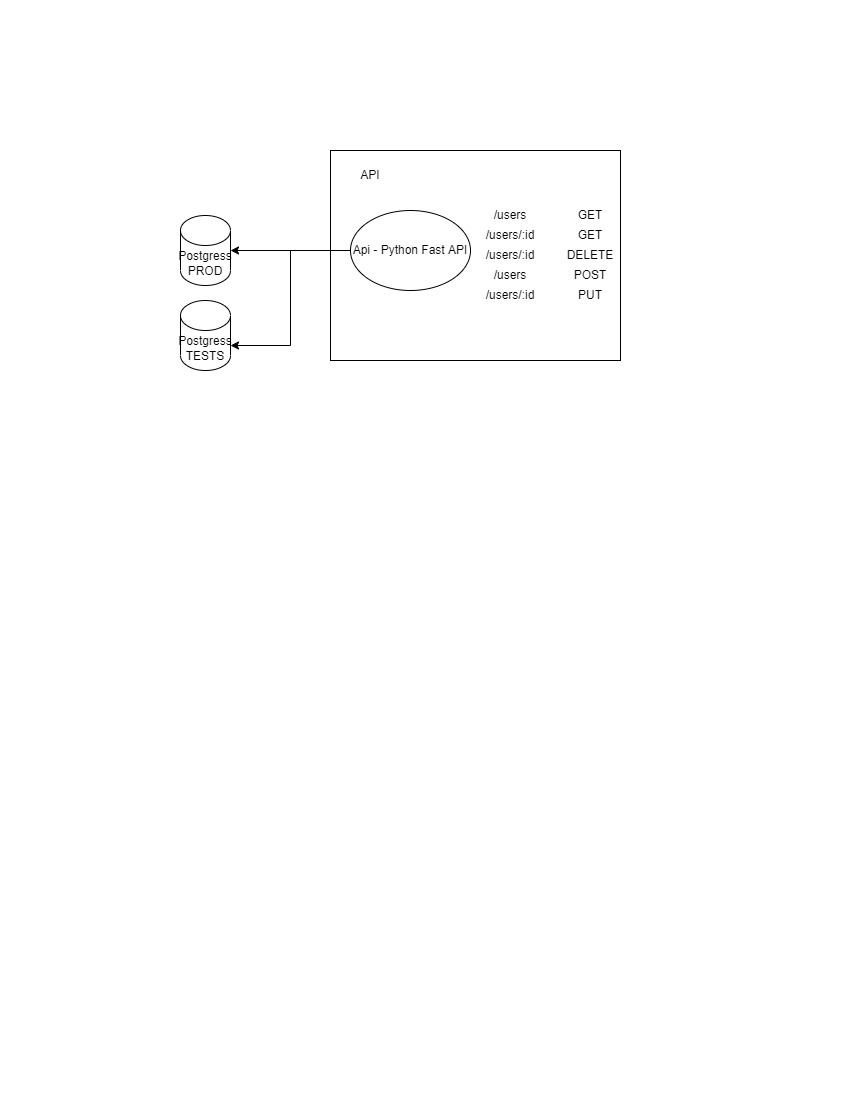 API
Postgress
PROD
Postgress
TESTS
Api - Python Fast API
/users GET
/users/:id GET
/users/:id DELETE
/users POST
/users/:id PUT